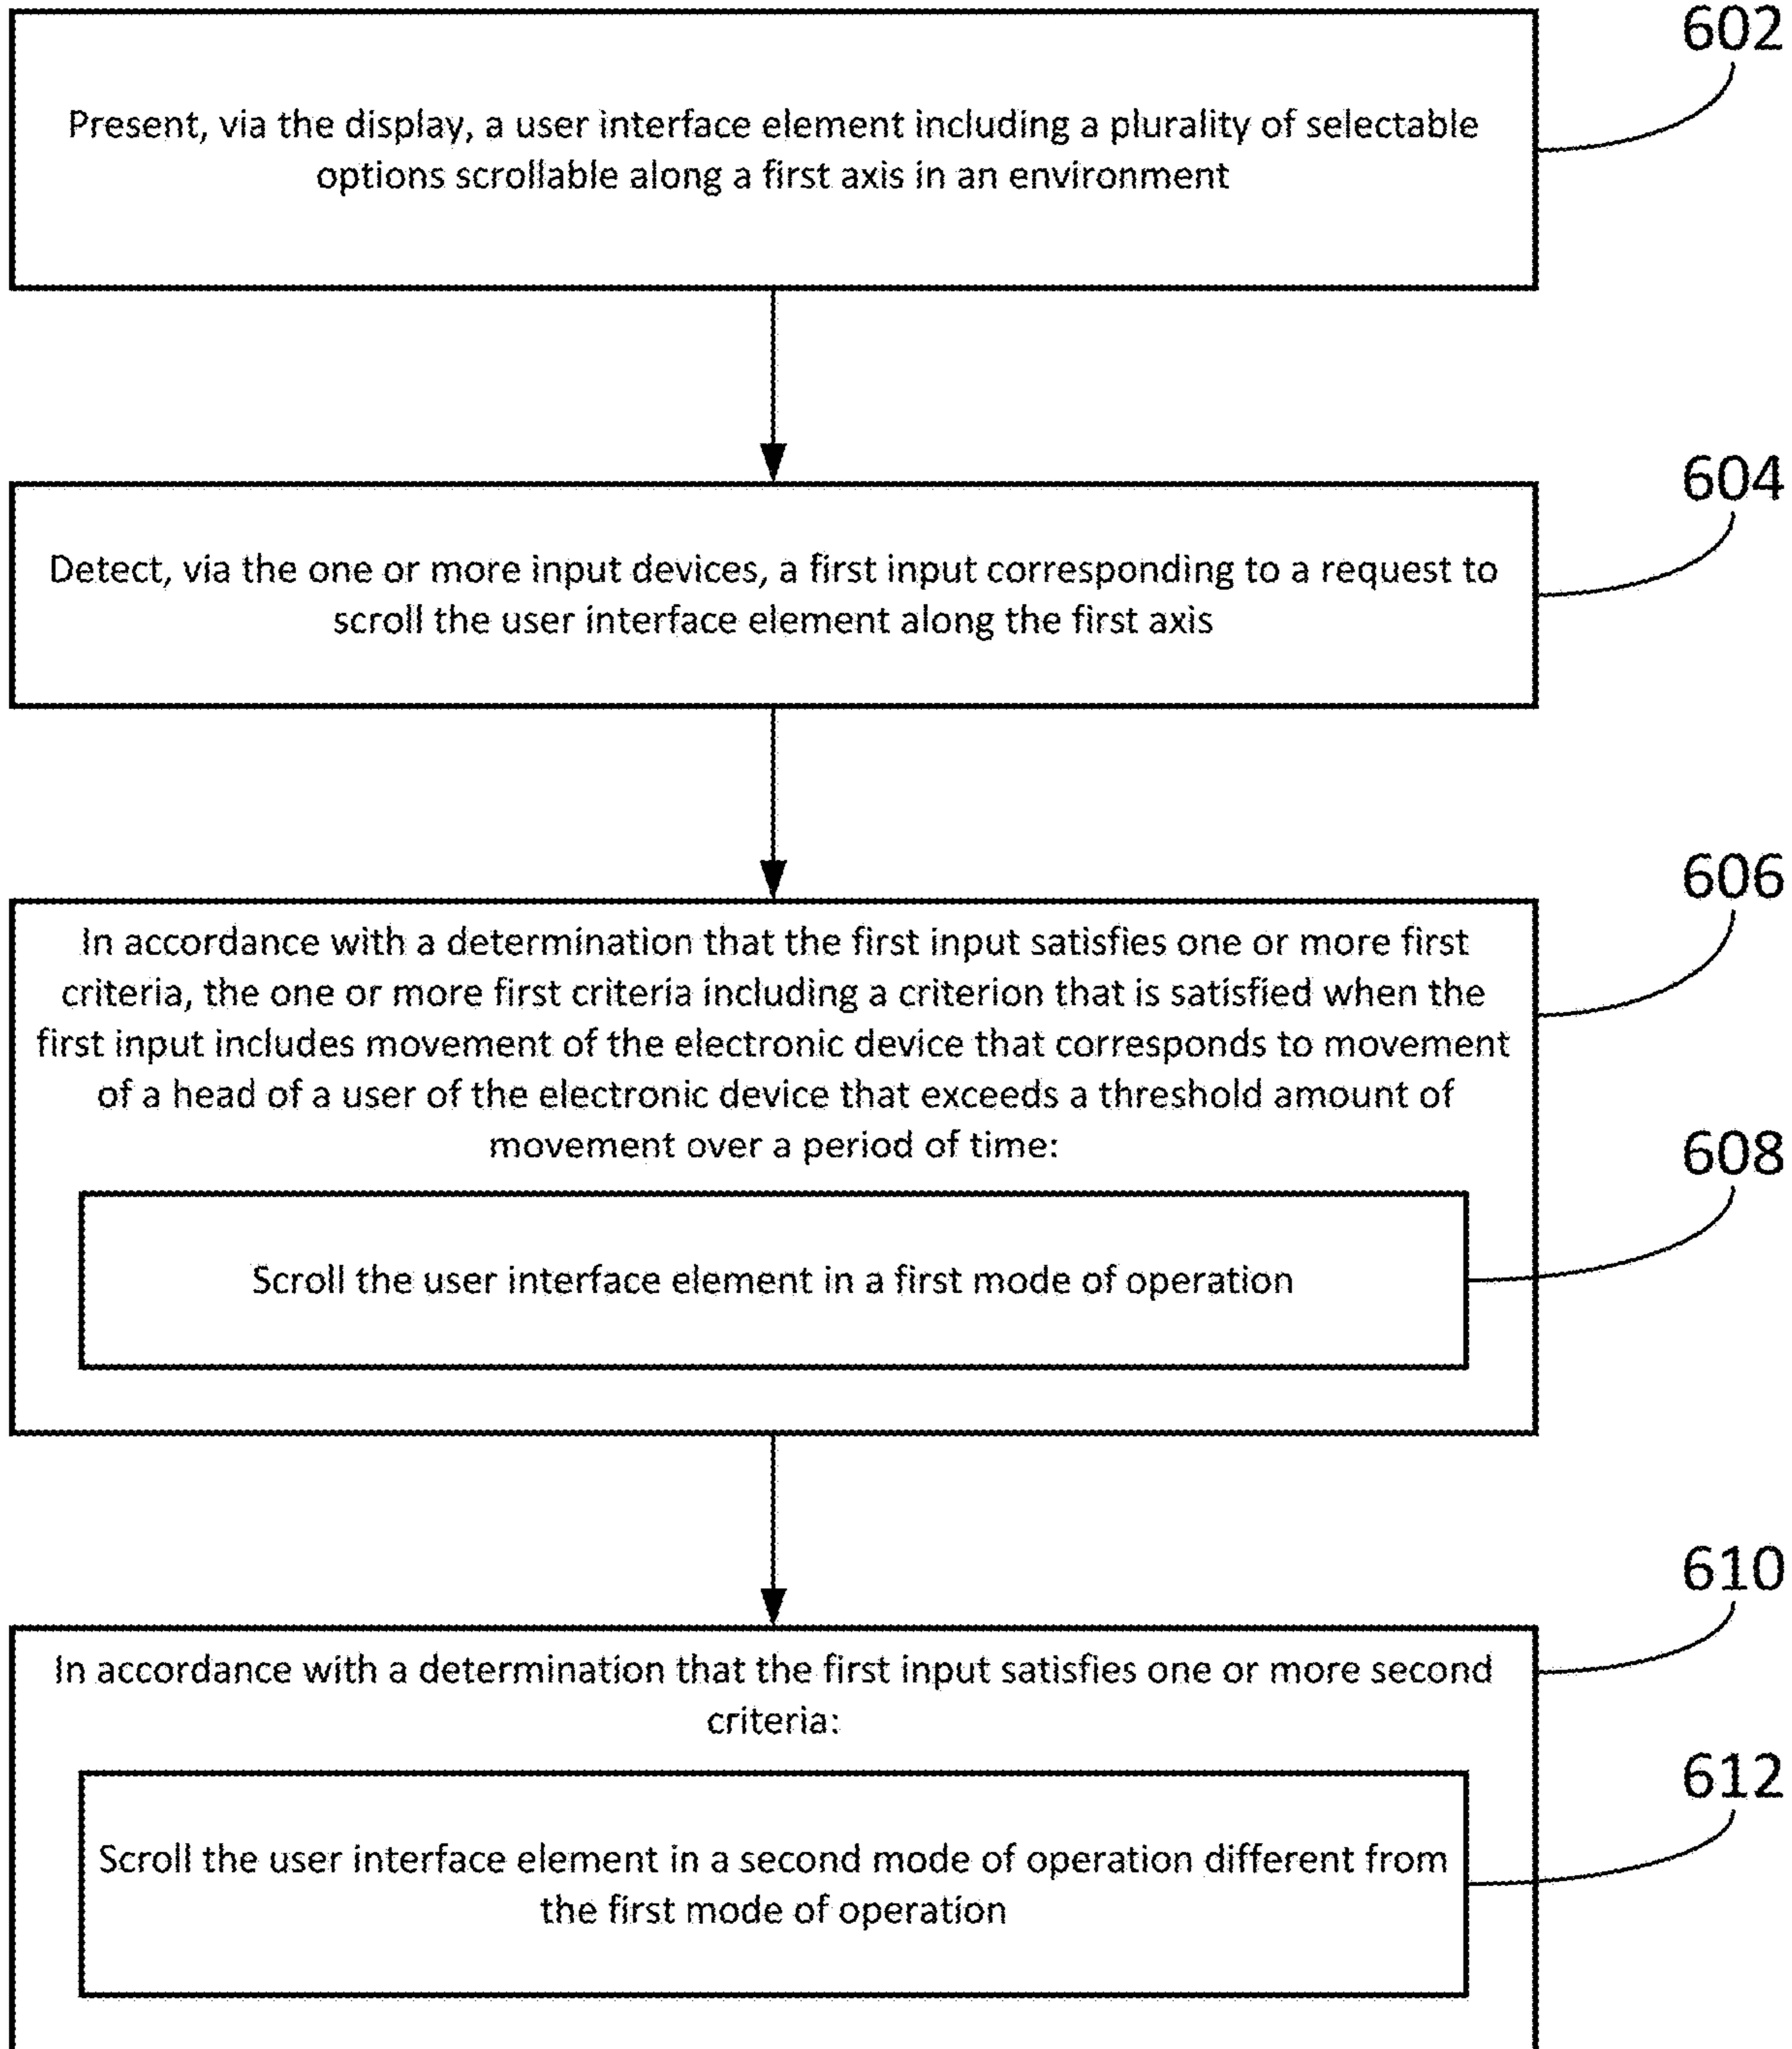 602
Present, via the display, a user interface element including a plurality of selectable
options scrollable along a first axis in an environment
604
Detect, via the one or more input devices, a first input corresponding to a request to
scroll the user interface element along the first axis
606
In accordance with a determination that the first input satisfies one or more first
criteria, the one or more first criteria including a criterion that is satisfied when the
first input includes movement of the electronic device that corresponds to movement
of a head of a user of the electronic device that exceeds a threshold amount of
movement over a period of time:
608
Scroll the user interface element in a first mode of operation
610
In accordance with a determination that the first input satisfies one or more second
criteria:
612
Scroll the user interface element in a second mode of operation different from
the first mode of operation